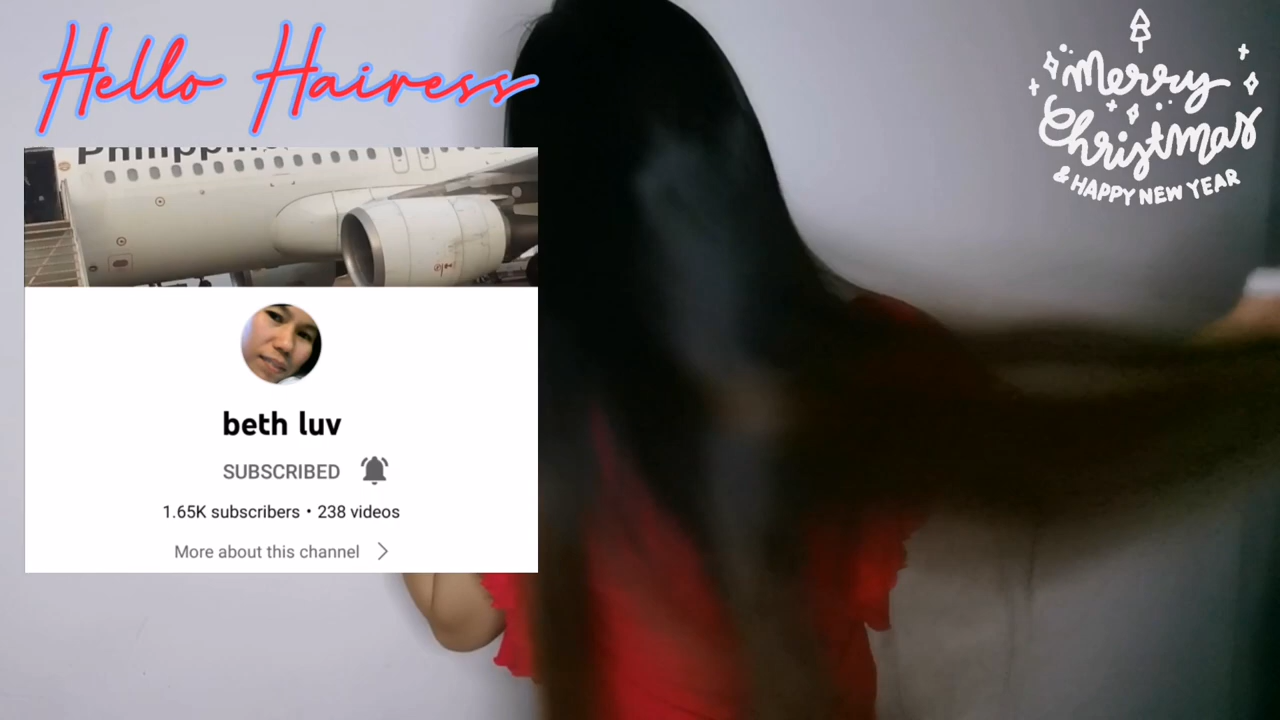 Hello Hairess
Merry
Christmas
& HAPPY NEW YEAR
beth luv
SUBSCRIBED
1.65K subscribers • 238 videos
More about this channel